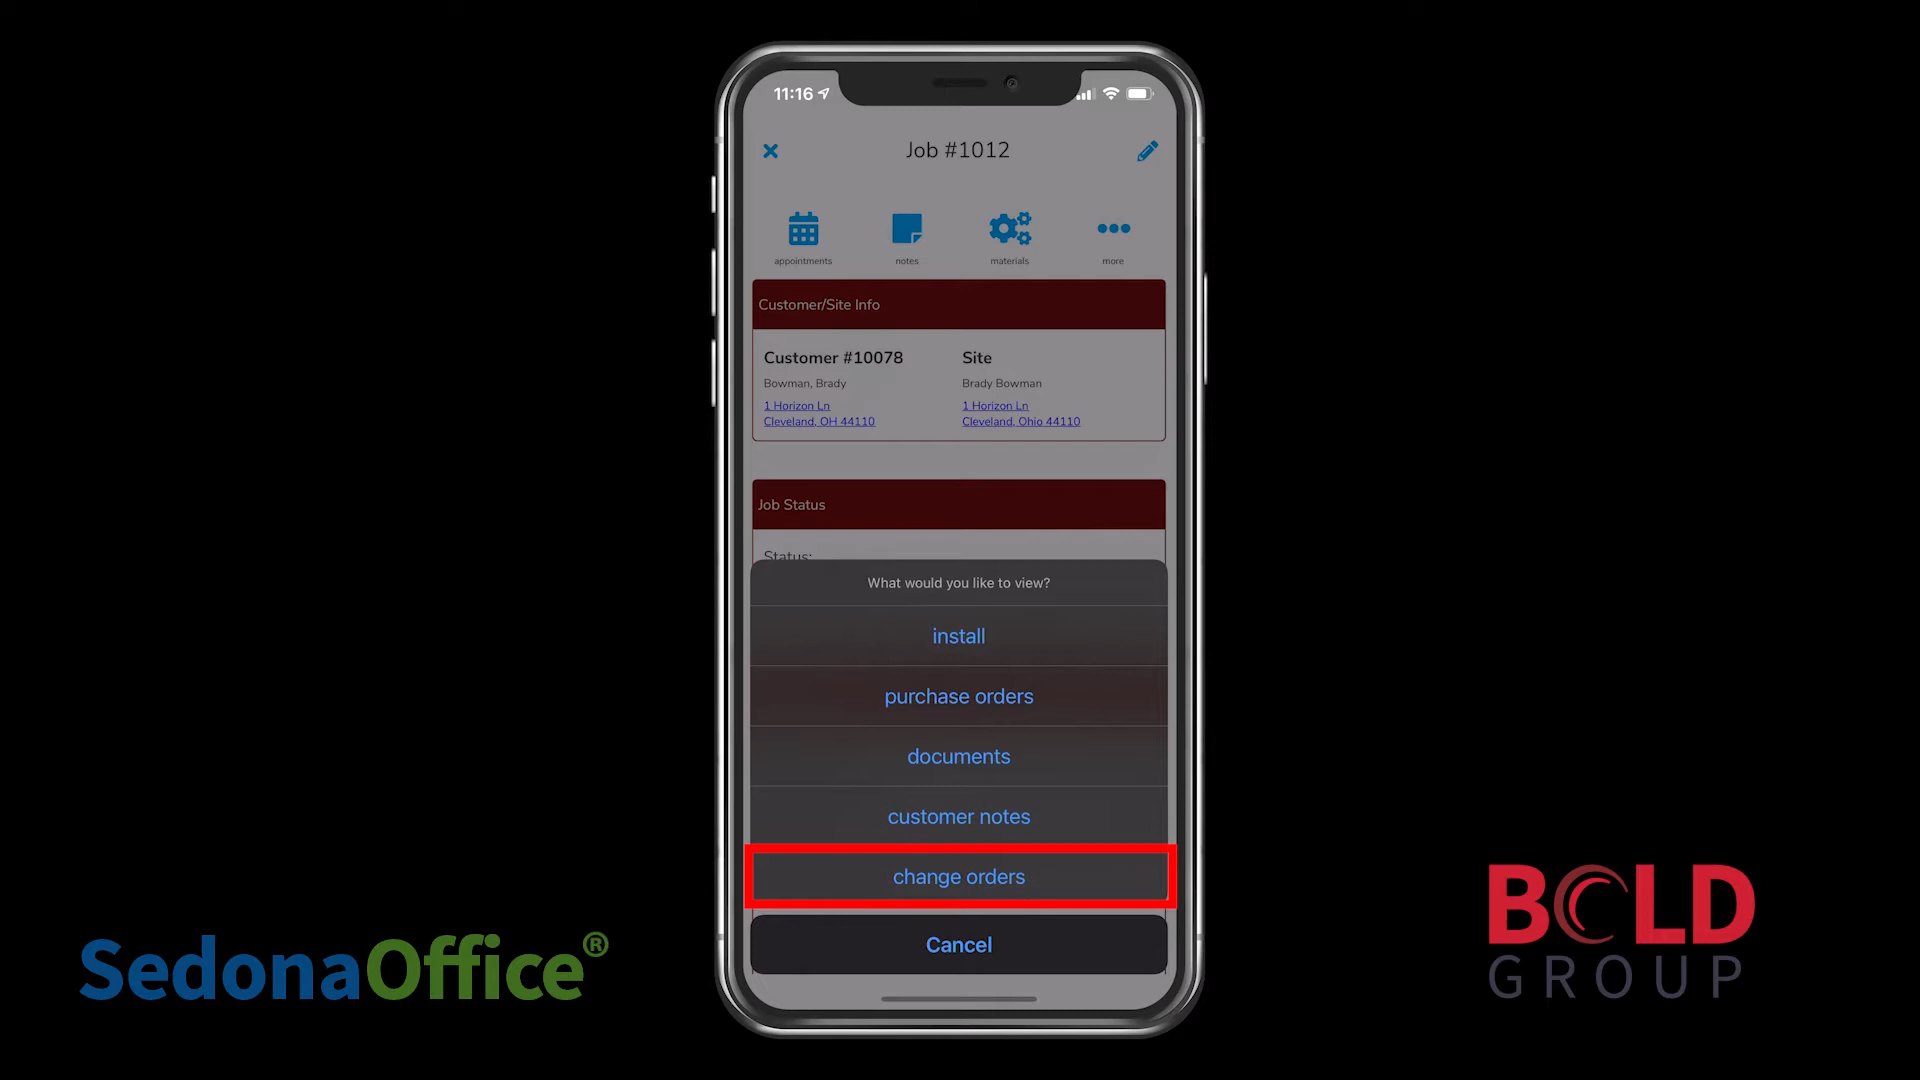 11:16
Job #1012
appointments
notes
materials
more
Customer/Site Info
Customer #10078
Bowman, Brady
1 Horizon Ln
Cleveland, OH 44110
Site
Brady Bowman
1 Horizon Ln
Cleveland, Ohio 44110
Job Status
Status:
What would you like to view?
install
purchase orders
documents
customer notes
change orders
Cancel
SedonaOffice®
BOLD
GROUP